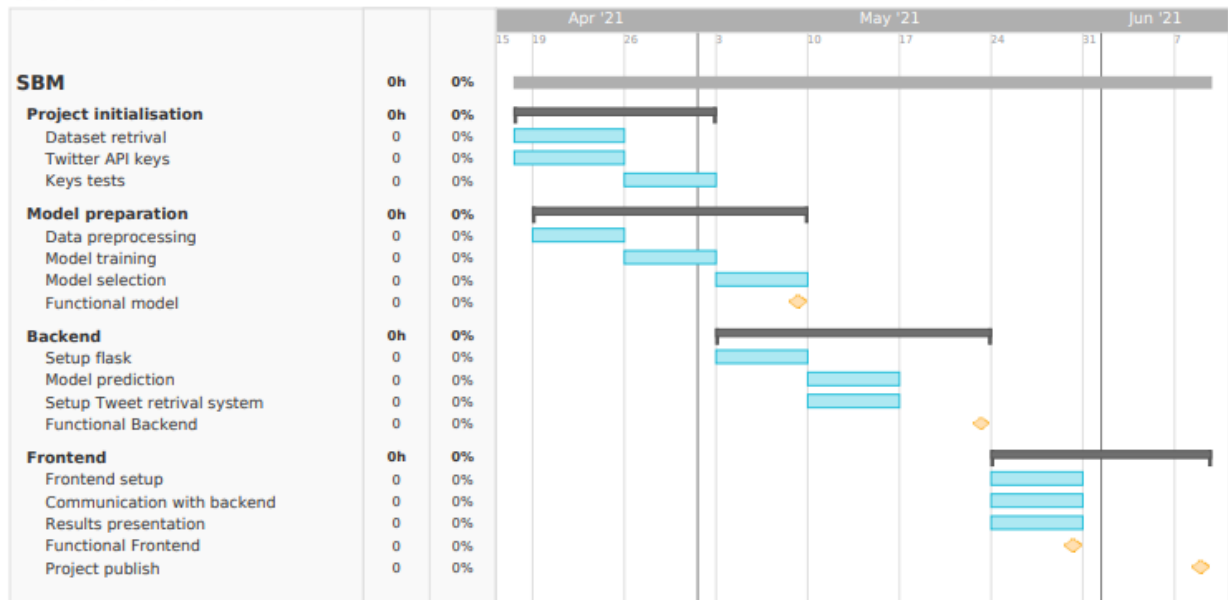 Apr '21 May '21 Jun '21
15 19 26 3 10 17 24 31 7
SBM 0h 0%
Project initialisation 0h 0%
Dataset retrival 0 0%
Twitter API keys 0 0%
Keys tests 0 0%
Model preparation 0h 0%
Data preprocessing 0 0%
Model training 0 0%
Model selection 0 0%
Functional model 0 0%
Backend 0h 0%
Setup flask 0 0%
Model prediction 0 0%
Setup Tweet retrival system 0 0%
Functional Backend 0 0%
Frontend 0h 0%
Frontend setup 0 0%
Communication with backend 0 0%
Results presentation 0 0%
Functional Frontend 0 0%
Project publish 0 0%